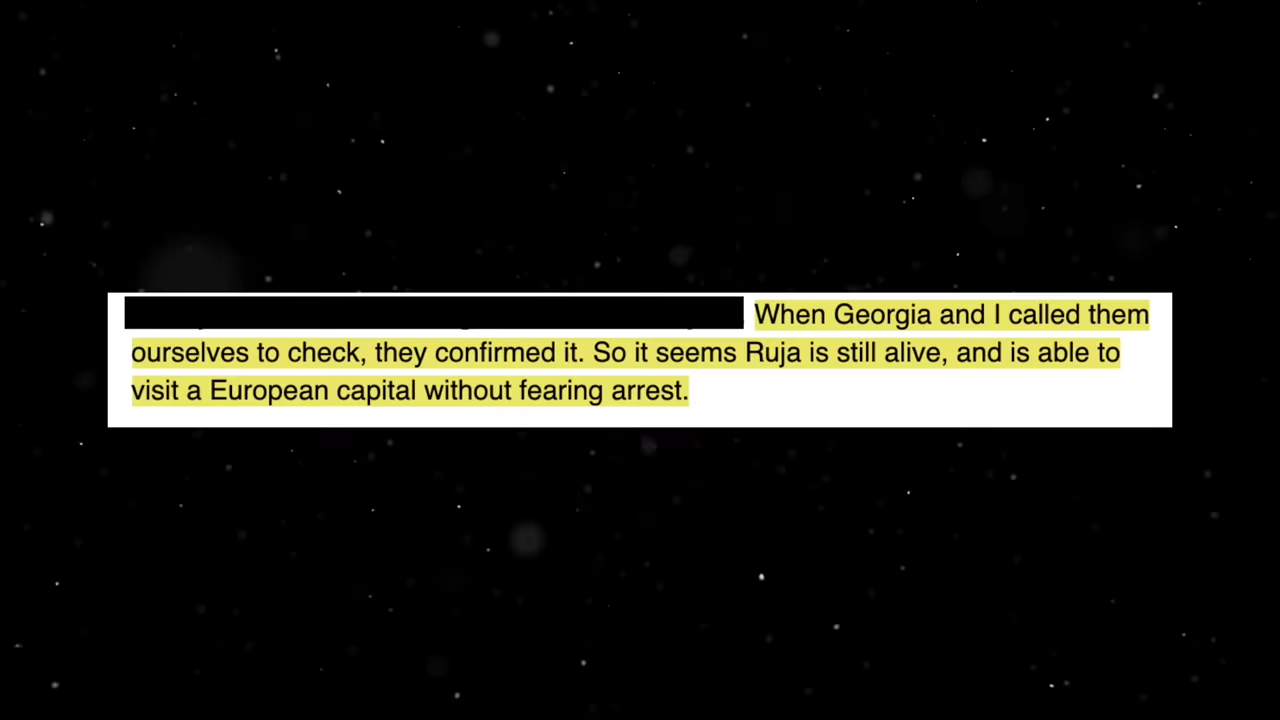 When Georgia and I called them
ourselves to check, they confirmed it. So it seems Ruja is still alive, and is able to
visit a European capital without fearing arrest.